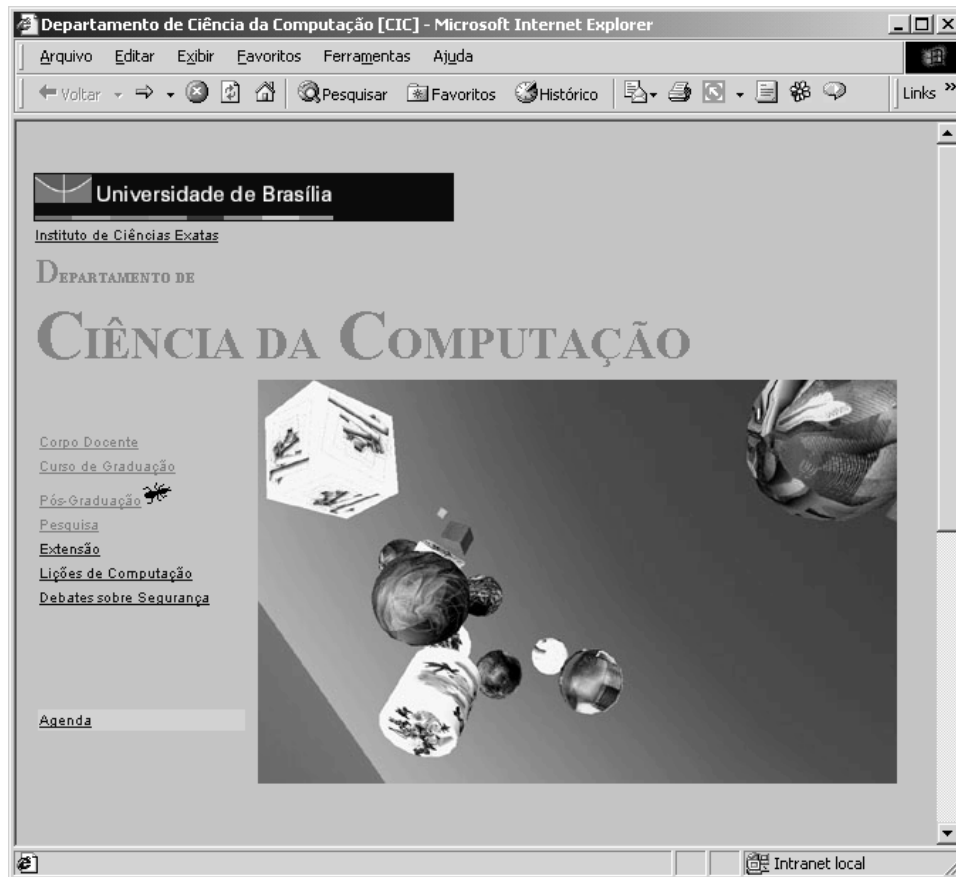 Departamento de Ciência da Computação [CIC] - Microsoft Internet Explorer
Arquivo Editar Exibir Favoritos Ferramentas Ajuda
Voltar Pesquisar Favoritos Histórico Links »
Universidade de Brasília
Instituto de Ciências Exatas
DEPARTAMENTO DE
CIÊNCIA DA COMPUTAÇÃO
Corpo Docente
Curso de Graduação
Pós-Graduação
Pesquisa
Extensão
Lições de Computação
Debates sobre Segurança
Agenda
Intranet local